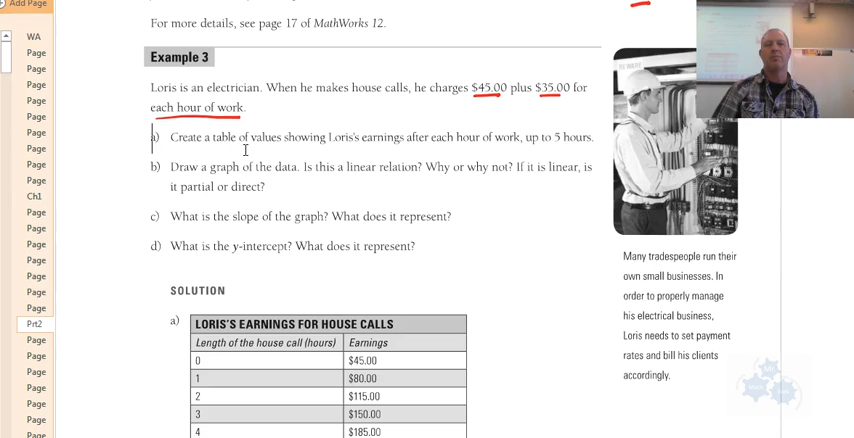 Add Page
WA
Page
Page
Page
Page
Page
Page
Page
Page
Page
Ch1
Page
Page
Page
Page
Page
Page
Page
Prt2
Page
Page
Page
Page
Page
Page
For more details, see page 17 of MathWorks 12.
Example 3
Loris is an electrician. When he makes house calls, he charges $45.00 plus $35.00 for
each hour of work.
a) Create a table of values showing Loris's earnings after each hour of work, up to 5 hours.
b) Draw a graph of the data. Is this a linear relation? Why or why not? If it is linear, is
it partial or direct?
c) What is the slope of the graph? What does it represent?
d) What is the y-intercept? What does it represent?
SOLUTION
a) LORIS'S EARNINGS FOR HOUSE CALLS
Length of the house call (hours) Earnings
0 $45.00
1 $80.00
2 $115.00
3 $150.00
4 $185.00
Many tradespeople run their
own small businesses. In
order to properly manage
his electrical business,
Loris needs to set payment
rates and bill his clients
accordingly.